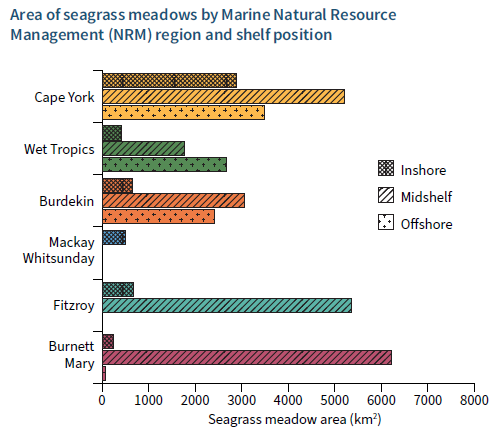 Area of seagrass meadows by Marine Natural Resource
Management (NRM) region and shelf position
Cape York
Wet Tropics
Burdekin
Mackay
Whitsunday
Fitzroy
Burnett
Mary
Inshore
Midshelf
Offshore
0 1000 2000 3000 4000 5000 6000 7000 8000
Seagrass meadow area (km²)